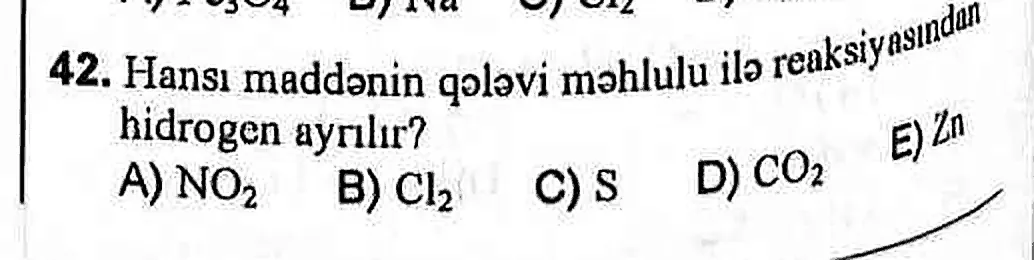 42. Hansı maddənin qələvi məhlulu ilə reaksiyasından
hidrogen ayrılır?
A) NO₂ B) Cl₂ C) S D) CO₂ E) Zn